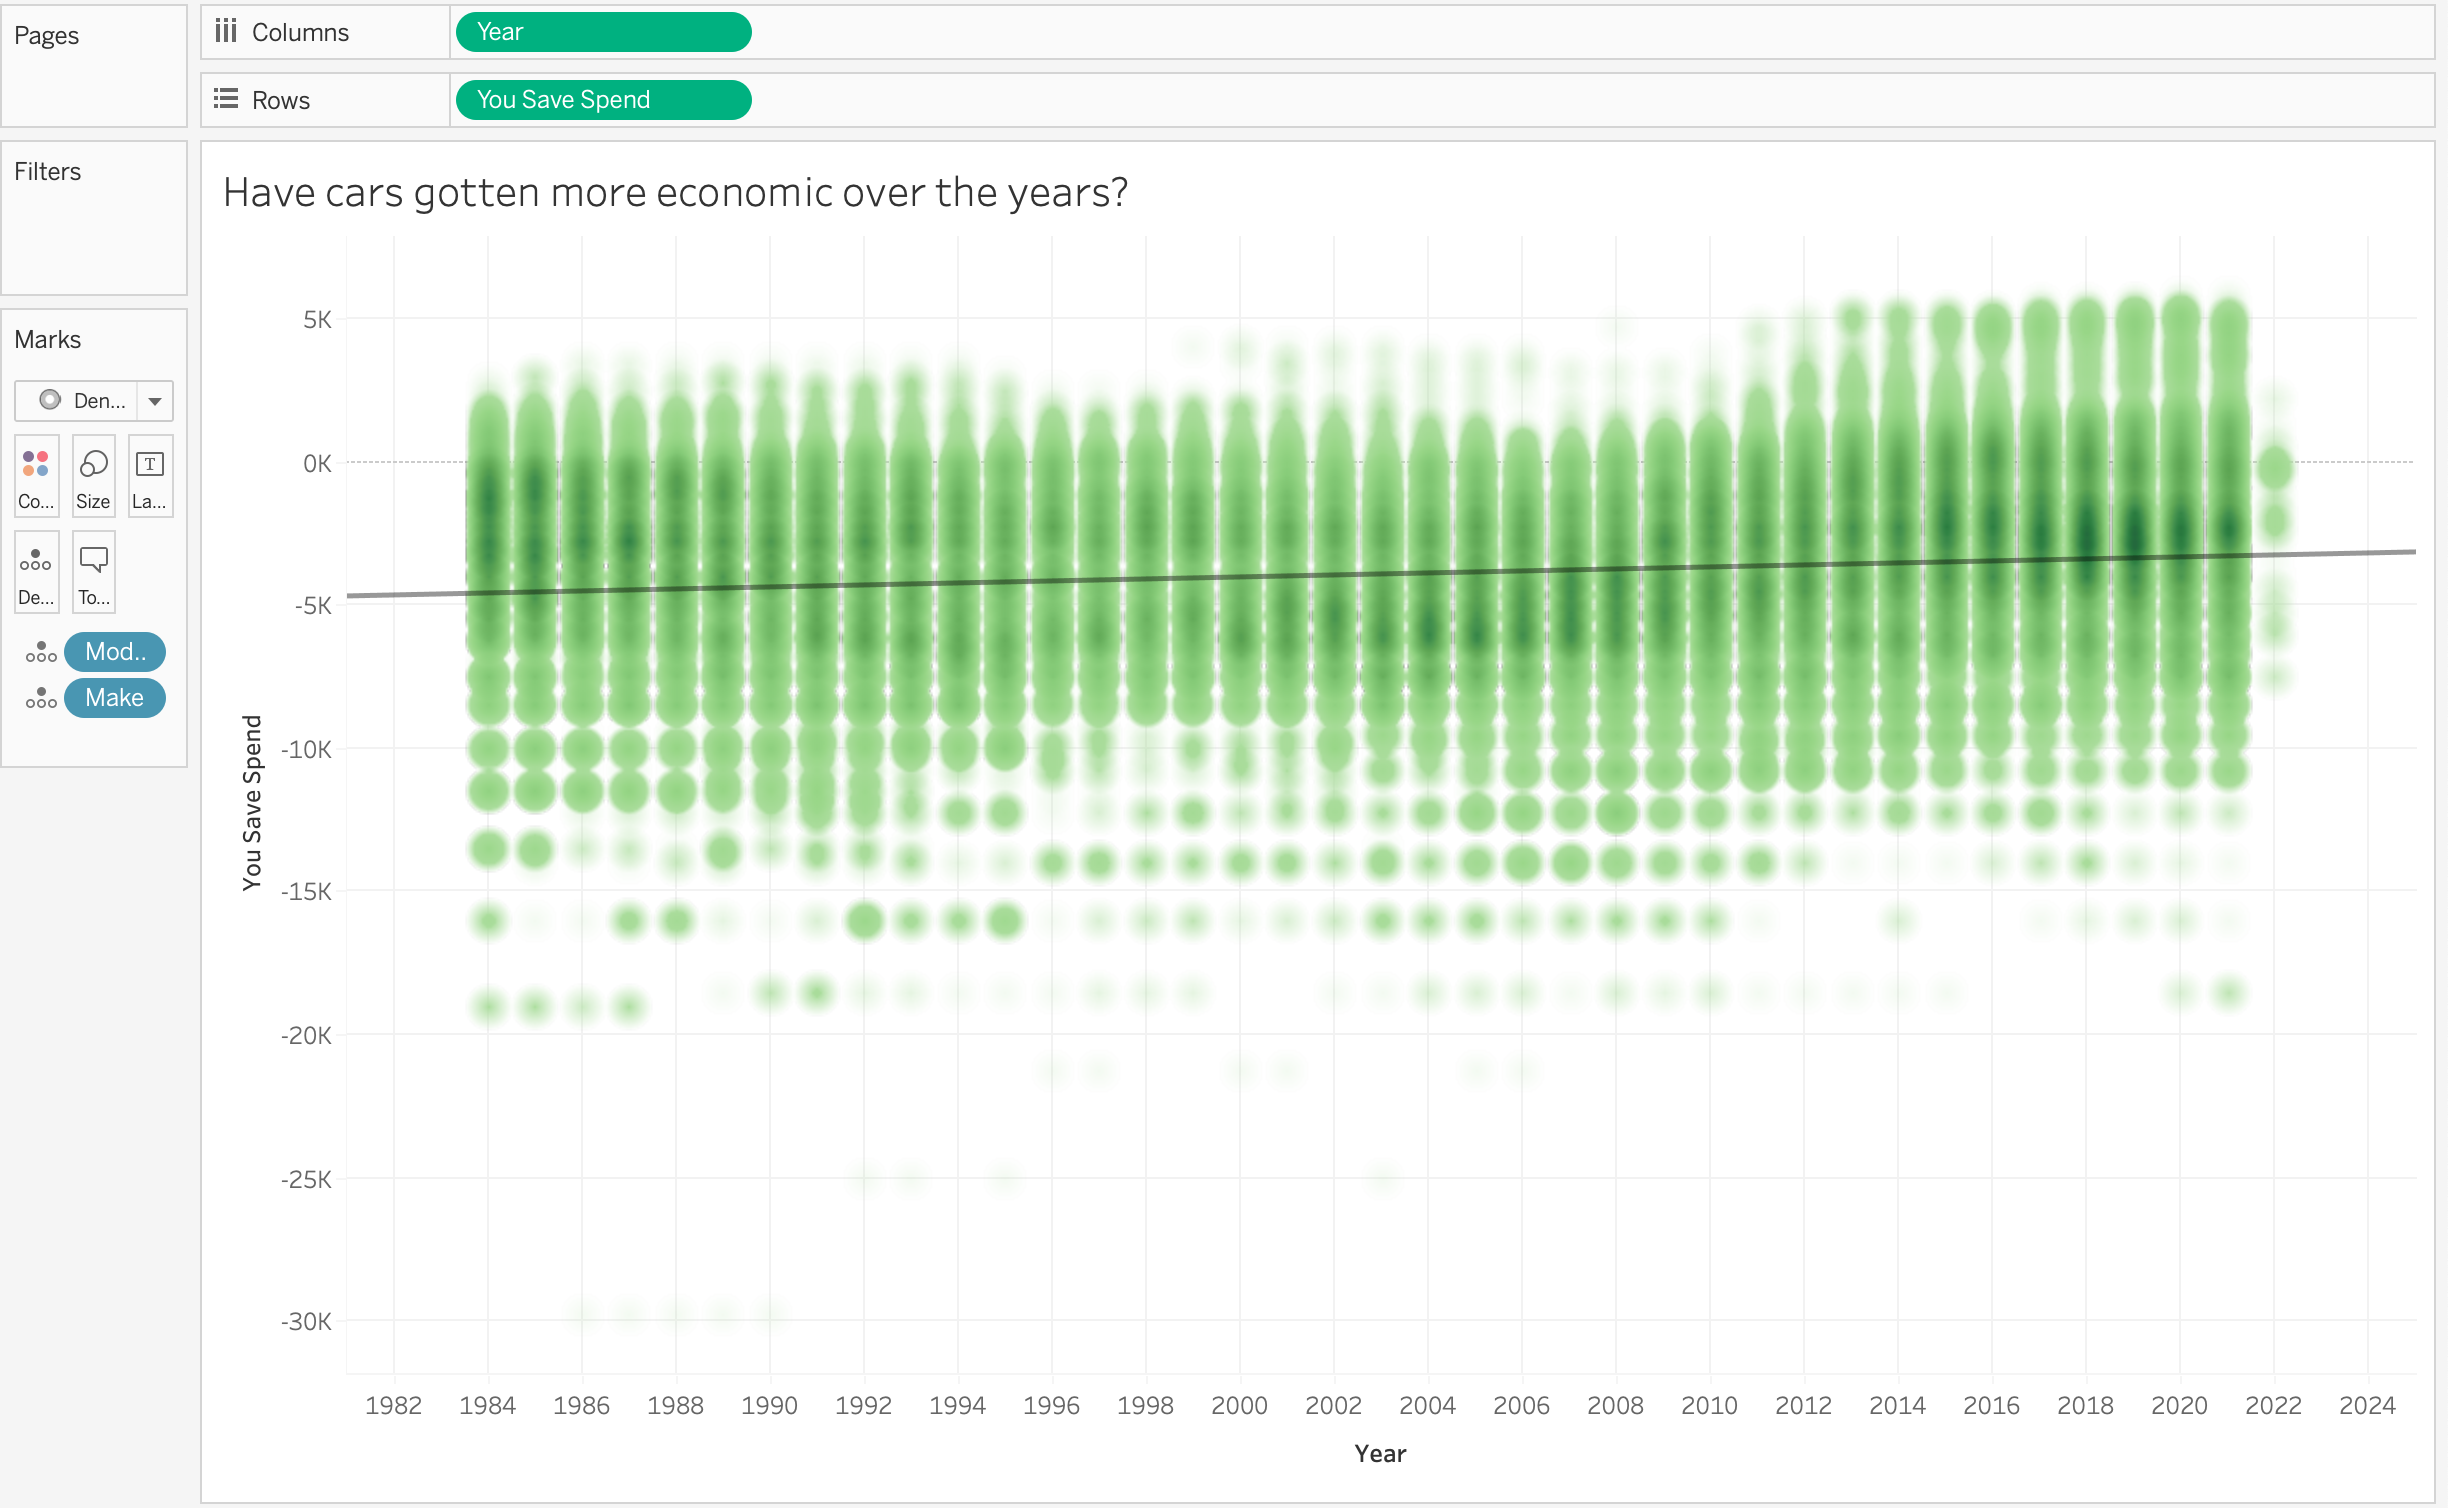 Pages
Columns
Year
Rows
You Save Spend
Filters
Marks
Den...
Co...
Size
La...
T
De...
To...
Mod..
Make
Have cars gotten more economic over the years?
5K
0K
-5K
-10K
-15K
-20K
-25K
-30K
You Save Spend
1982 1984 1986 1988 1990 1992 1994 1996 1998 2000 2002 2004 2006 2008 2010 2012 2014 2016 2018 2020 2022 2024
Year